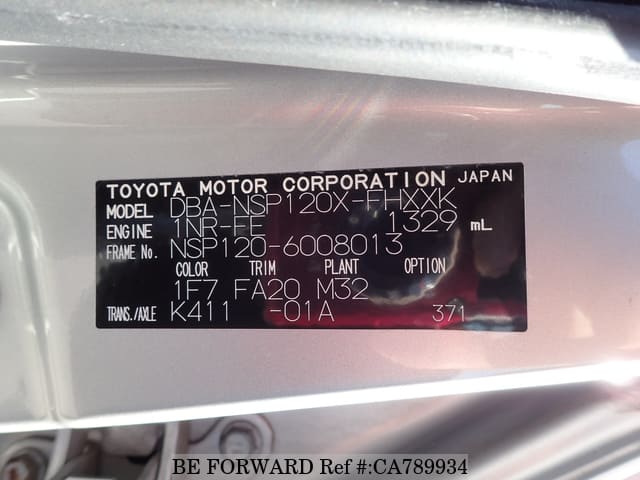 TOYOTA MOTOR CORPORATION JAPAN
MODEL DBA-NSP120X-FHXXK
ENGINE 1NR-FE 1329 mL
FRAME No. NSP120-6008013
COLOR TRIM PLANT OPTION
1F7 FA20 M32
TRANS./AXLE K411 -01A 371
BE FORWARD Ref #:CA789934